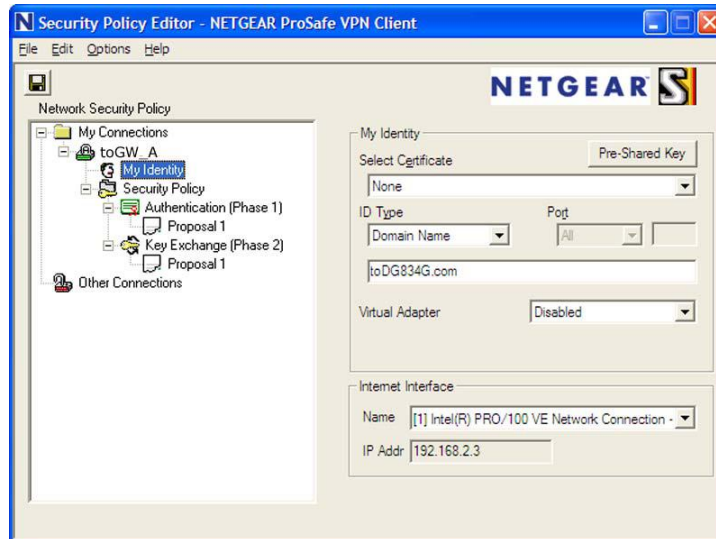 Security Policy Editor - NETGEAR ProSafe VPN Client
File Edit Options Help
NETGEAR
Network Security Policy
My Connections
toGW_A
My Identity
Security Policy
Authentication (Phase 1)
Proposal 1
Key Exchange (Phase 2)
Proposal 1
Other Connections
My Identity
Select Certificate
Pre-Shared Key
None
ID Type
Port
Domain Name
All
toDG834G.com
Virtual Adapter
Disabled
Internet Interface
Name
[1] Intel(R) PRO/100 VE Network Connection -
IP Addr
192.168.2.3